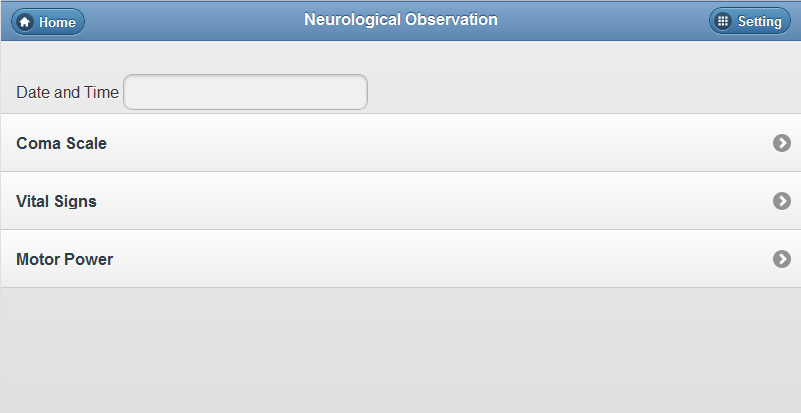 Home
Neurological Observation
Setting
Date and Time
Coma Scale
Vital Signs
Motor Power